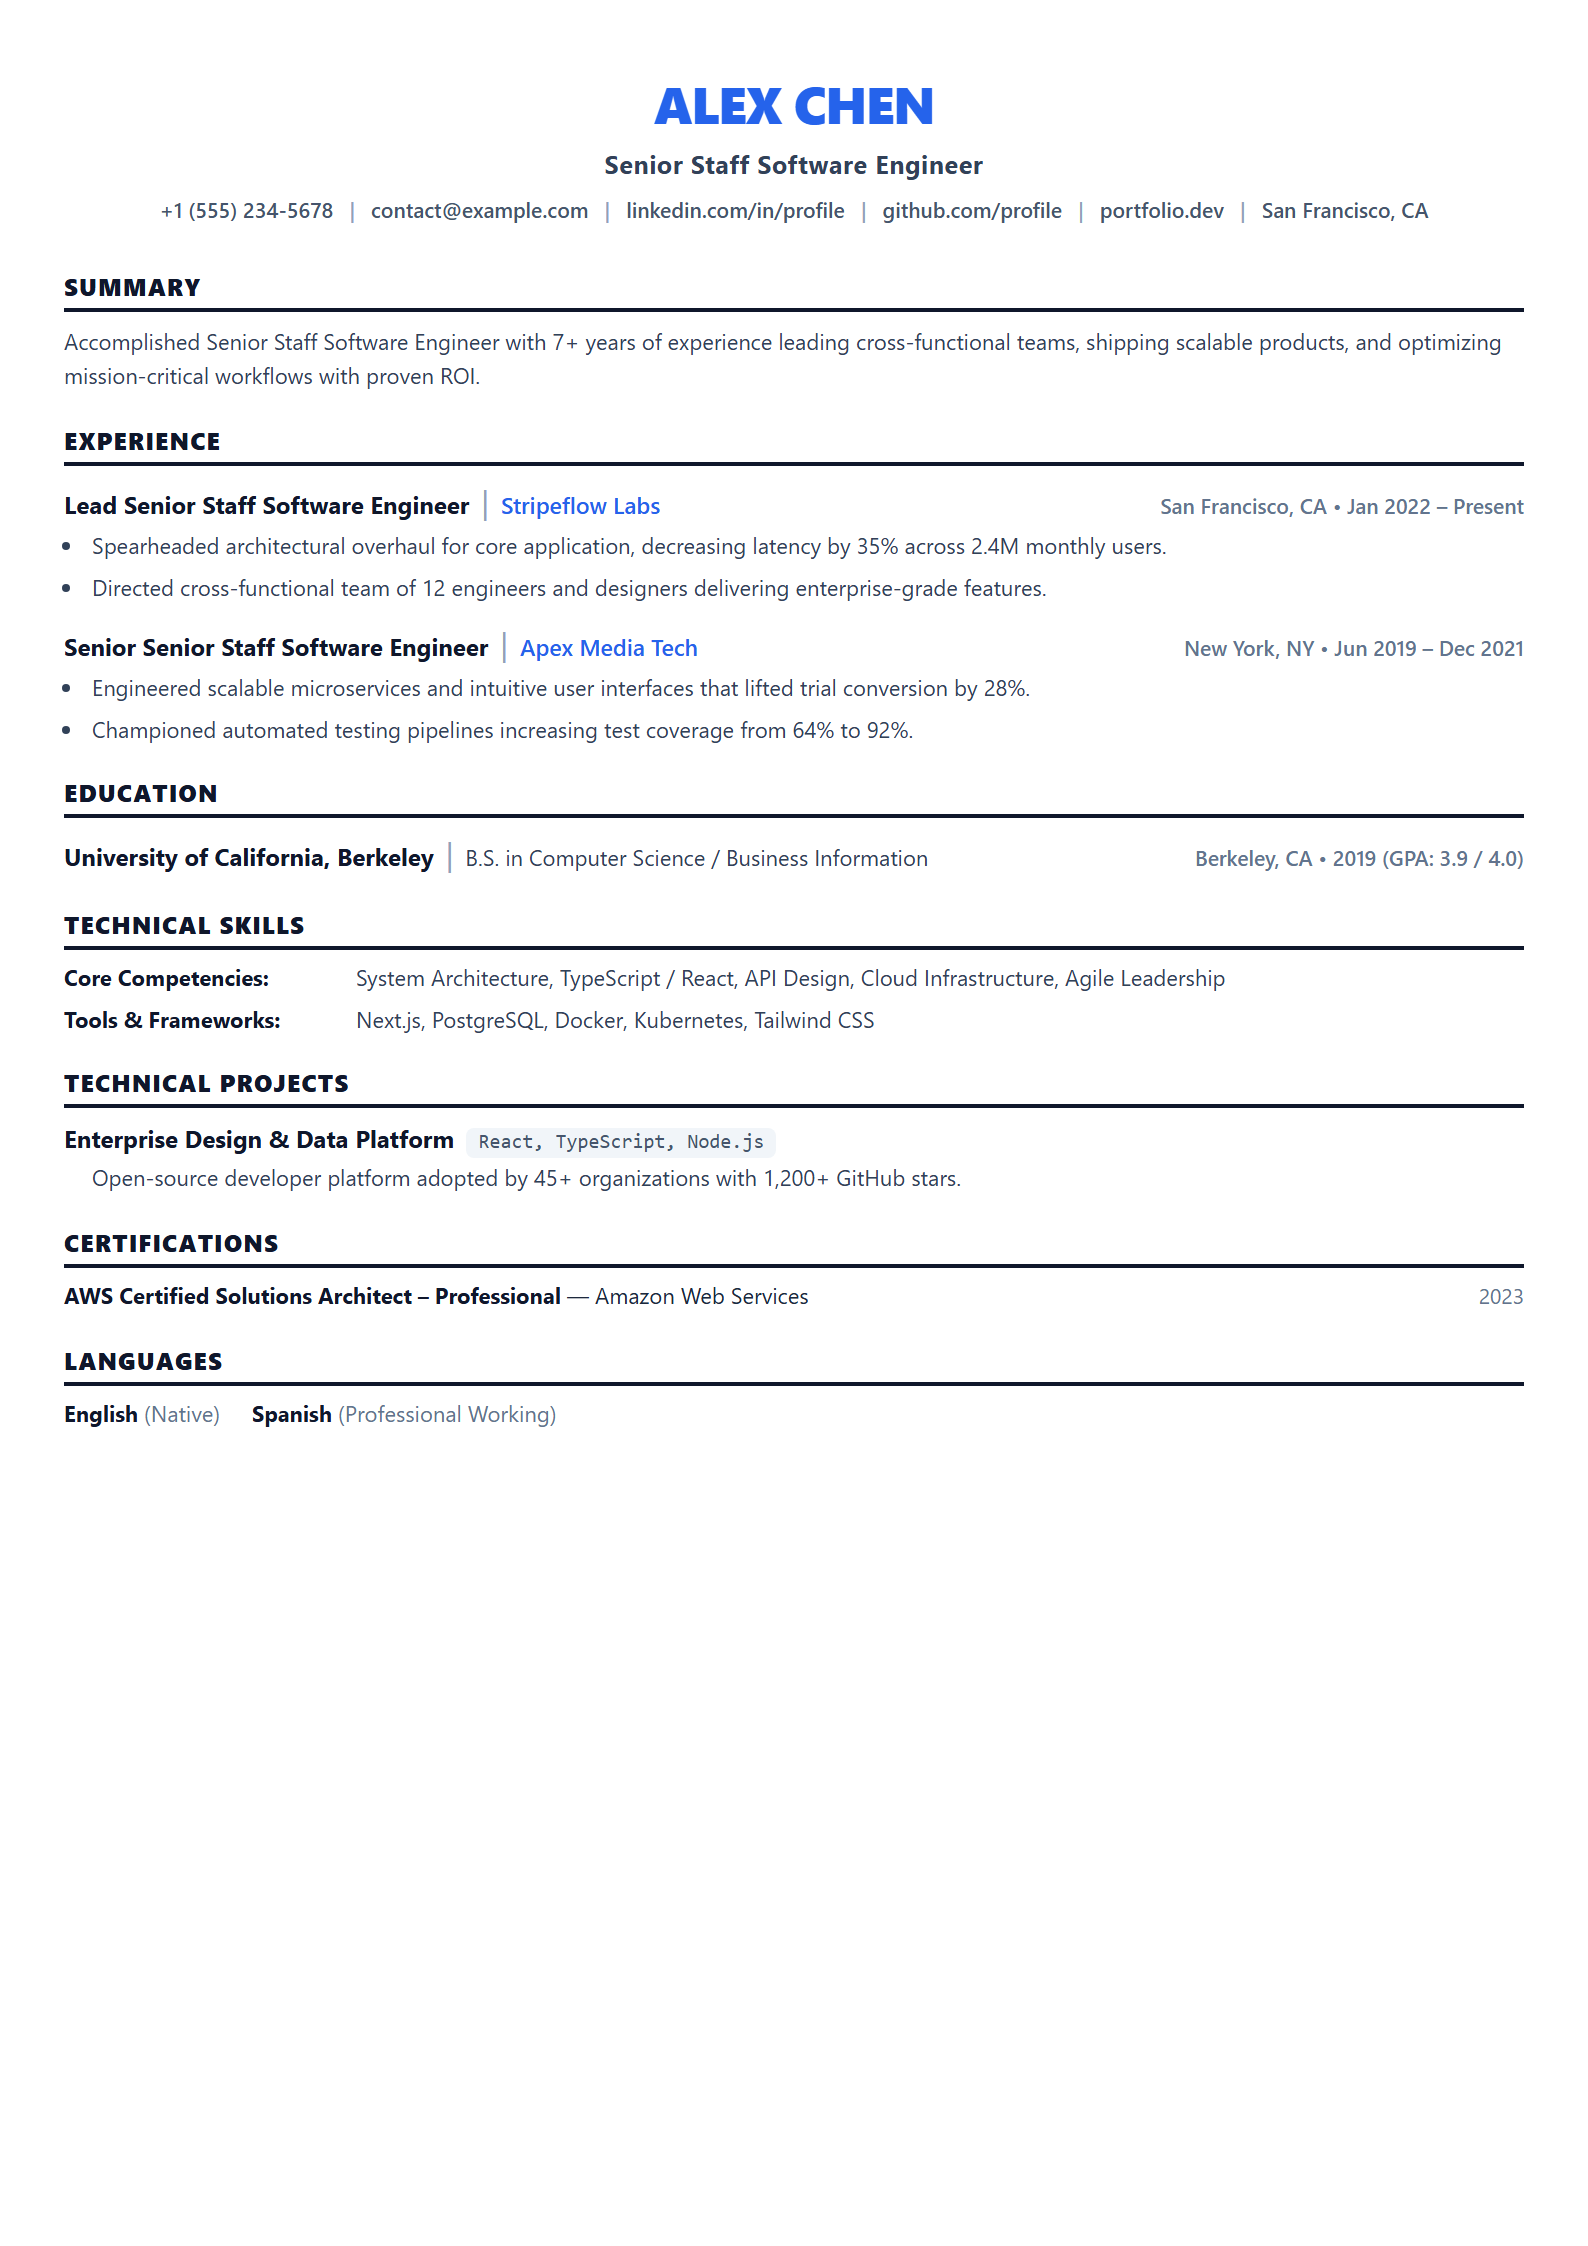 ALEX CHEN
Senior Staff Software Engineer
+1 (555) 234-5678 | contact@example.com | linkedin.com/in/profile | github.com/profile | portfolio.dev | San Francisco, CA
SUMMARY
Accomplished Senior Staff Software Engineer with 7+ years of experience leading cross-functional teams, shipping scalable products, and optimizing
mission-critical workflows with proven ROI.
EXPERIENCE
Lead Senior Staff Software Engineer | Stripeflow Labs San Francisco, CA • Jan 2022 – Present
• Spearheaded architectural overhaul for core application, decreasing latency by 35% across 2.4M monthly users.
• Directed cross-functional team of 12 engineers and designers delivering enterprise-grade features.
Senior Senior Staff Software Engineer | Apex Media Tech New York, NY • Jun 2019 – Dec 2021
• Engineered scalable microservices and intuitive user interfaces that lifted trial conversion by 28%.
• Championed automated testing pipelines increasing test coverage from 64% to 92%.
EDUCATION
University of California, Berkeley | B.S. in Computer Science / Business Information Berkeley, CA • 2019 (GPA: 3.9 / 4.0)
TECHNICAL SKILLS
Core Competencies: System Architecture, TypeScript / React, API Design, Cloud Infrastructure, Agile Leadership
Tools & Frameworks: Next.js, PostgreSQL, Docker, Kubernetes, Tailwind CSS
TECHNICAL PROJECTS
Enterprise Design & Data Platform React, TypeScript, Node.js
Open-source developer platform adopted by 45+ organizations with 1,200+ GitHub stars.
CERTIFICATIONS
AWS Certified Solutions Architect – Professional — Amazon Web Services 2023
LANGUAGES
English (Native) Spanish (Professional Working)